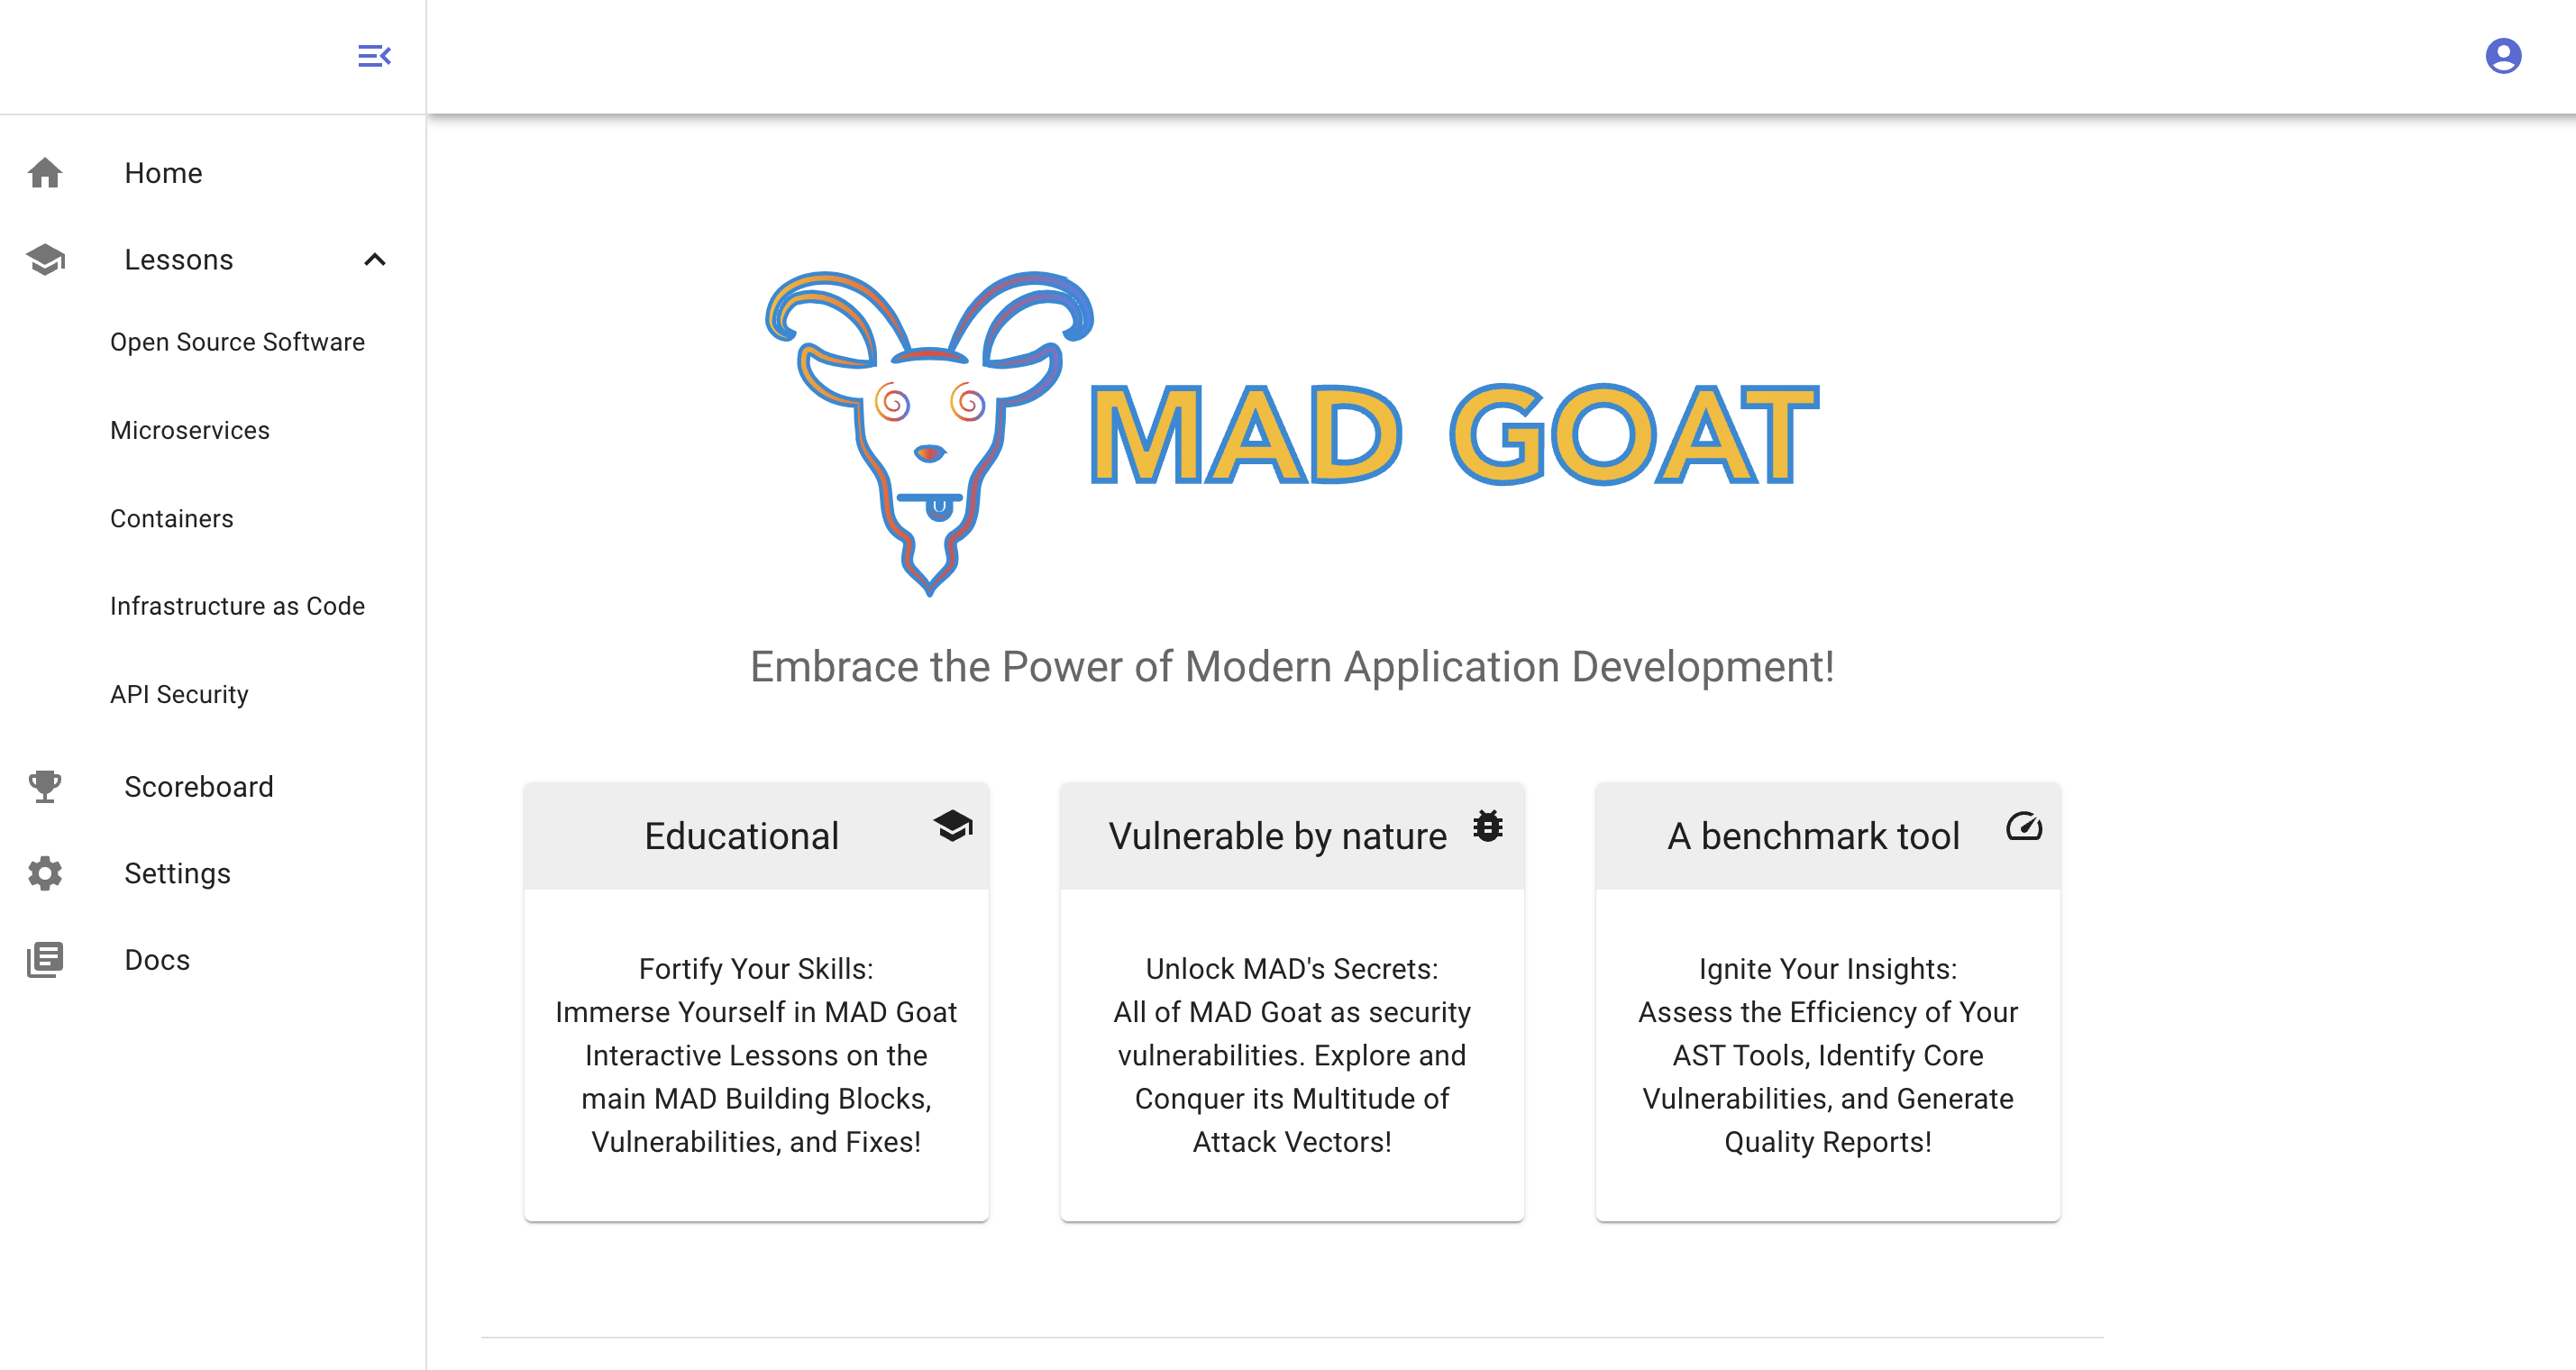 Home
Lessons
Open Source Software
Microservices
Containers
Infrastructure as Code
API Security
Scoreboard
Settings
Docs
MAD GOAT
Embrace the Power of Modern Application Development!
Educational
Fortify Your Skills:
Immerse Yourself in MAD Goat
Interactive Lessons on the
main MAD Building Blocks,
Vulnerabilities, and Fixes!
Vulnerable by nature
Unlock MAD's Secrets:
All of MAD Goat as security
vulnerabilities. Explore and
Conquer its Multitude of
Attack Vectors!
A benchmark tool
Ignite Your Insights:
Assess the Efficiency of Your
AST Tools, Identify Core
Vulnerabilities, and Generate
Quality Reports!